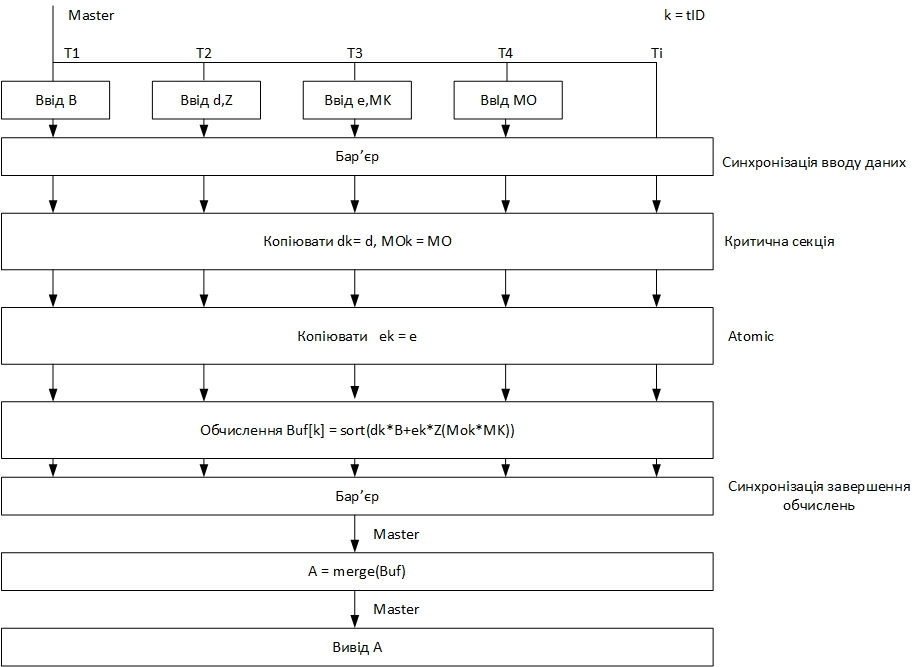 Master
k = tID
T1
T2
T3
T4
Ti
Ввід B
Ввід d,Z
Ввід e,MK
Ввід MO
Бар’єр
Синхронізація вводу даних
Копіювати dk= d, MOk = MO
Критична секція
Копіювати ek = e
Atomic
Обчислення Buf[k] = sort(dk*B+ek*Z(Mok*MK))
Бар’єр
Синхронізація завершення
обчислень
Master
A = merge(Buf)
Master
Вивід A